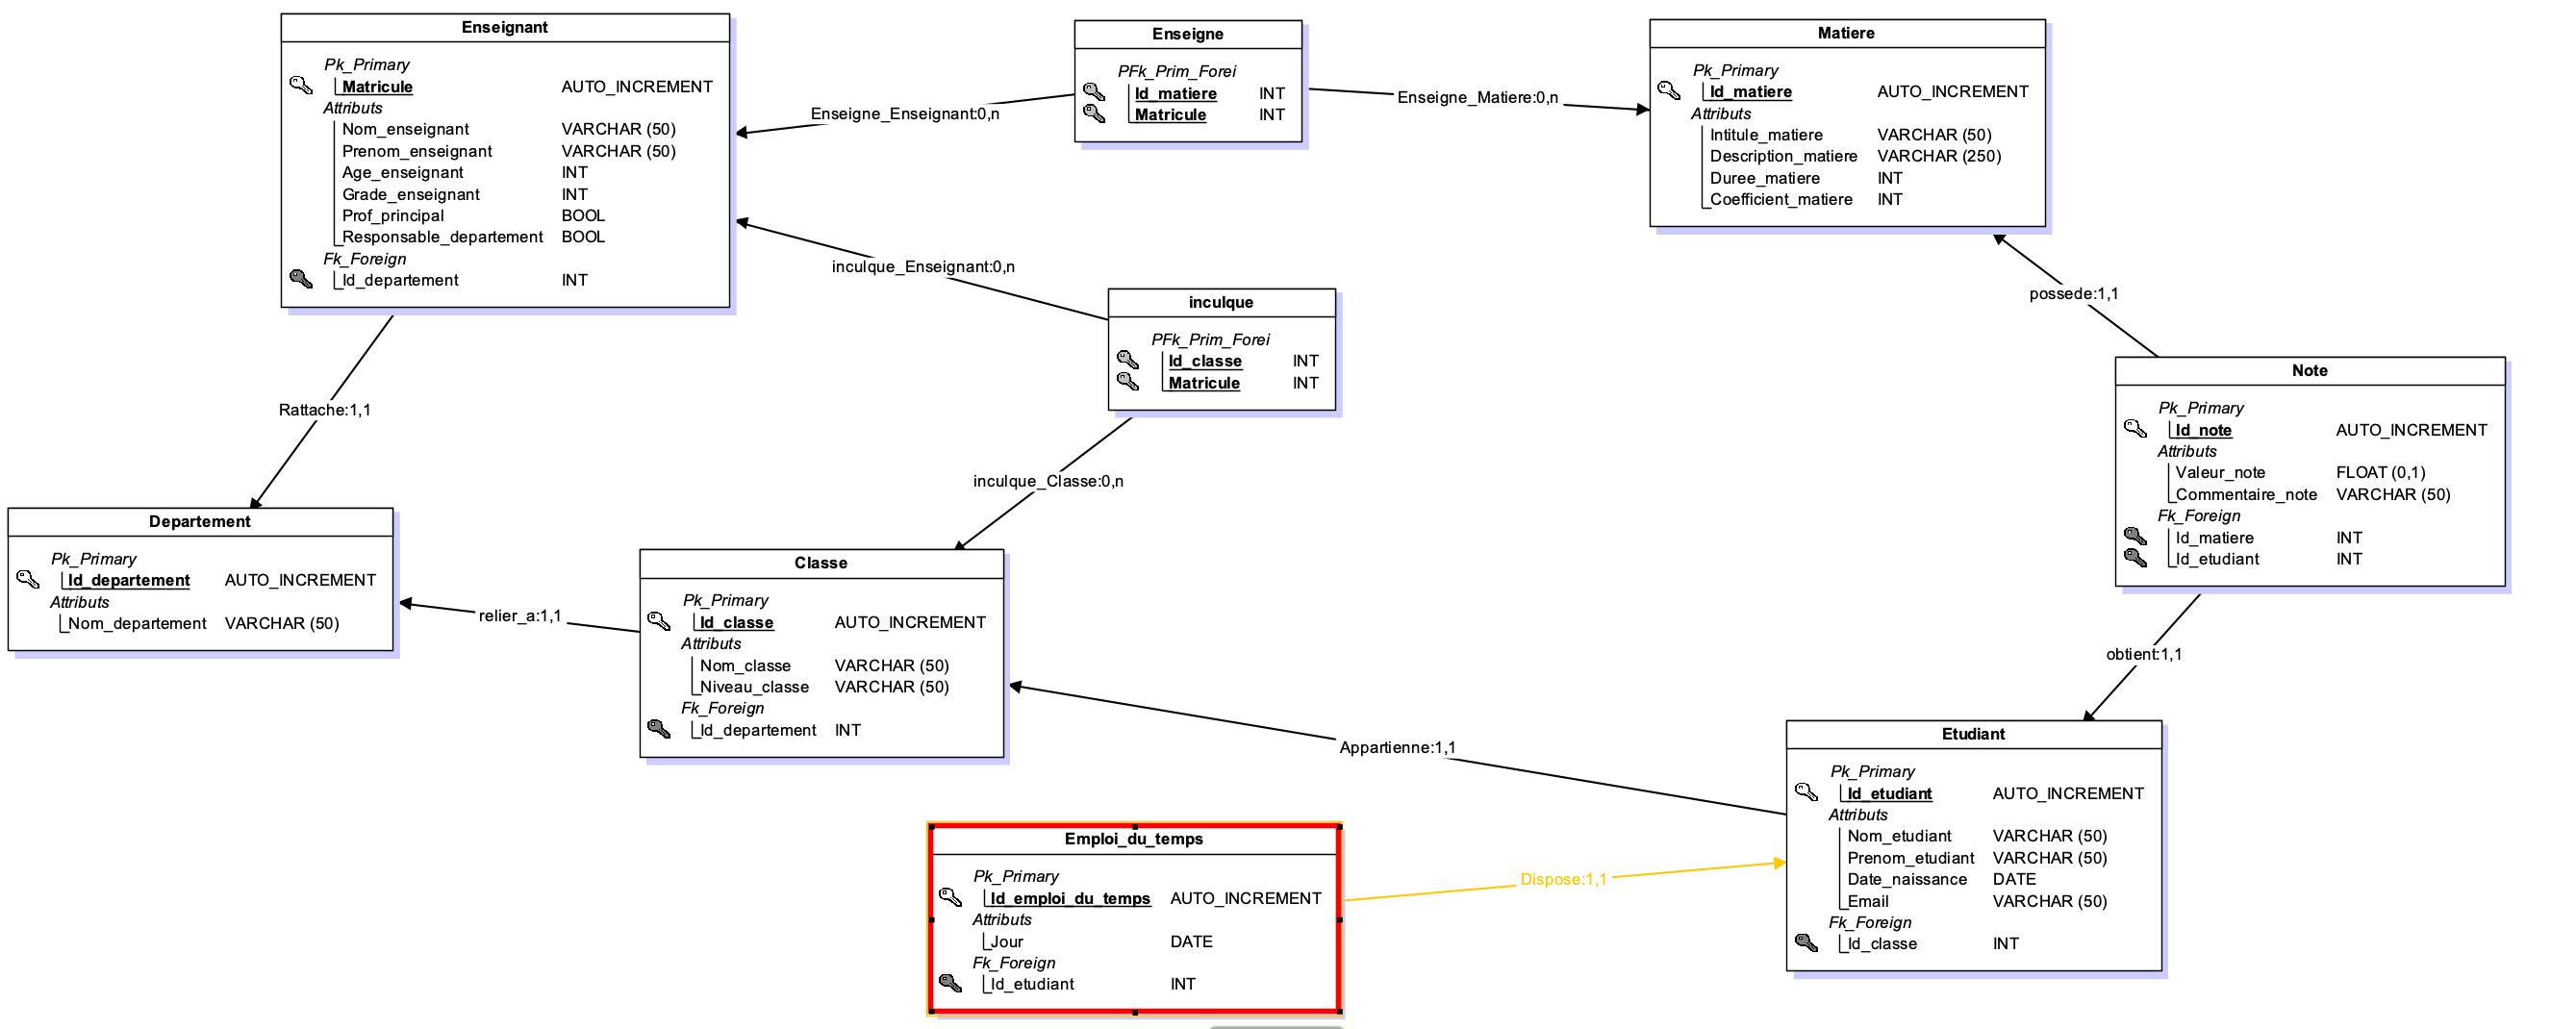 Enseignant
Pk_Primary
Matricule AUTO_INCREMENT
Attributs
Nom_enseignant VARCHAR (50)
Prenom_enseignant VARCHAR (50)
Age_enseignant INT
Grade_enseignant INT
Prof_principal BOOL
Responsable_departement BOOL
Fk_Foreign
Id_departement INT
Enseigne
PFk_Prim_Forei
Id_matiere INT
Matricule INT
Matiere
Pk_Primary
Id_matiere AUTO_INCREMENT
Attributs
Intitule_matiere VARCHAR (50)
Description_matiere VARCHAR (250)
Duree_matiere INT
Coefficient_matiere INT
Enseigne_Enseignant:0,n
Enseigne_Matiere:0,n
inculque_Enseignant:0,n
possede:1,1
inculque
PFk_Prim_Forei
Id_classe INT
Matricule INT
Rattache:1,1
Note
Pk_Primary
Id_note AUTO_INCREMENT
Attributs
Valeur_note FLOAT (0,1)
Commentaire_note VARCHAR (50)
Fk_Foreign
Id_matiere INT
Id_etudiant INT
inculque_Classe:0,n
Departement
Pk_Primary
Id_departement AUTO_INCREMENT
Attributs
Nom_departement VARCHAR (50)
relier_a:1,1
Classe
Pk_Primary
Id_classe AUTO_INCREMENT
Attributs
Nom_classe VARCHAR (50)
Niveau_classe VARCHAR (50)
Fk_Foreign
Id_departement INT
obtient:1,1
Appartienne:1,1
Etudiant
Pk_Primary
Id_etudiant AUTO_INCREMENT
Attributs
Nom_etudiant VARCHAR (50)
Prenom_etudiant VARCHAR (50)
Date_naissance DATE
Email VARCHAR (50)
Fk_Foreign
Id_classe INT
Emploi_du_temps
Pk_Primary
Id_emploi_du_temps AUTO_INCREMENT
Attributs
Jour DATE
Fk_Foreign
Id_etudiant INT
Dispose:1,1